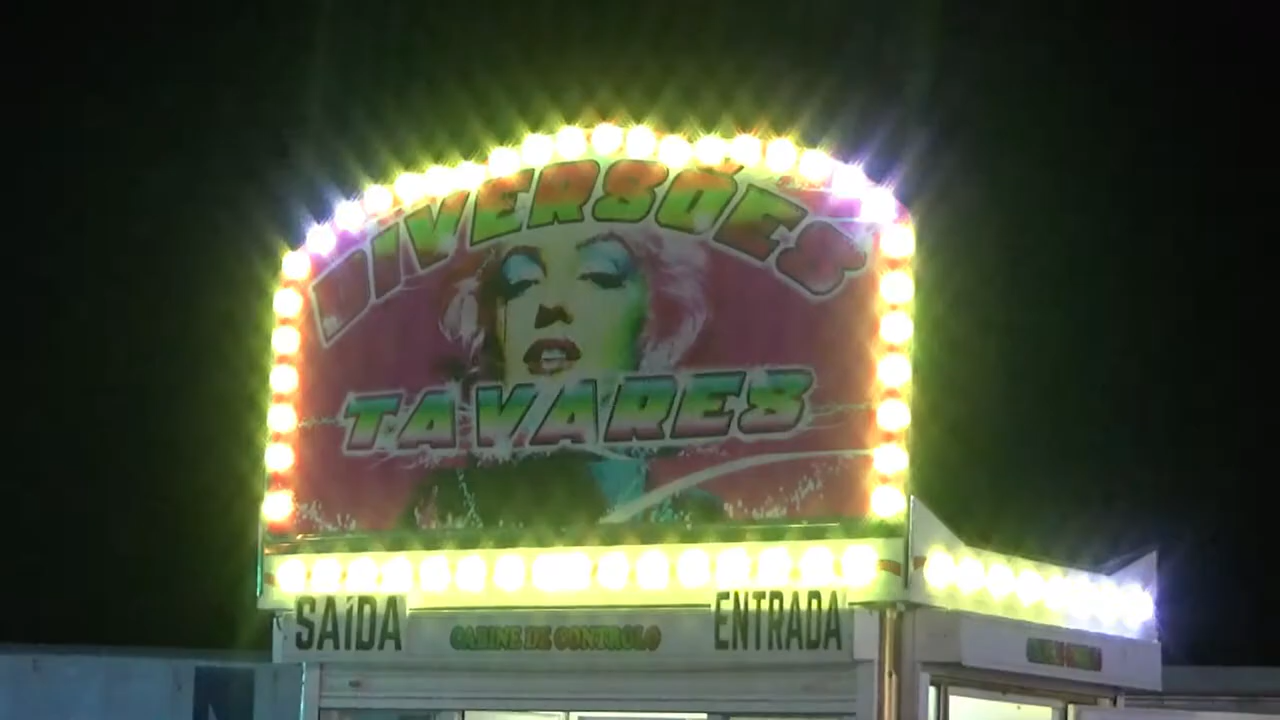 DIVERSÕES
TAVARES
SAÍDA
CABINE DE CONTROLO
ENTRADA